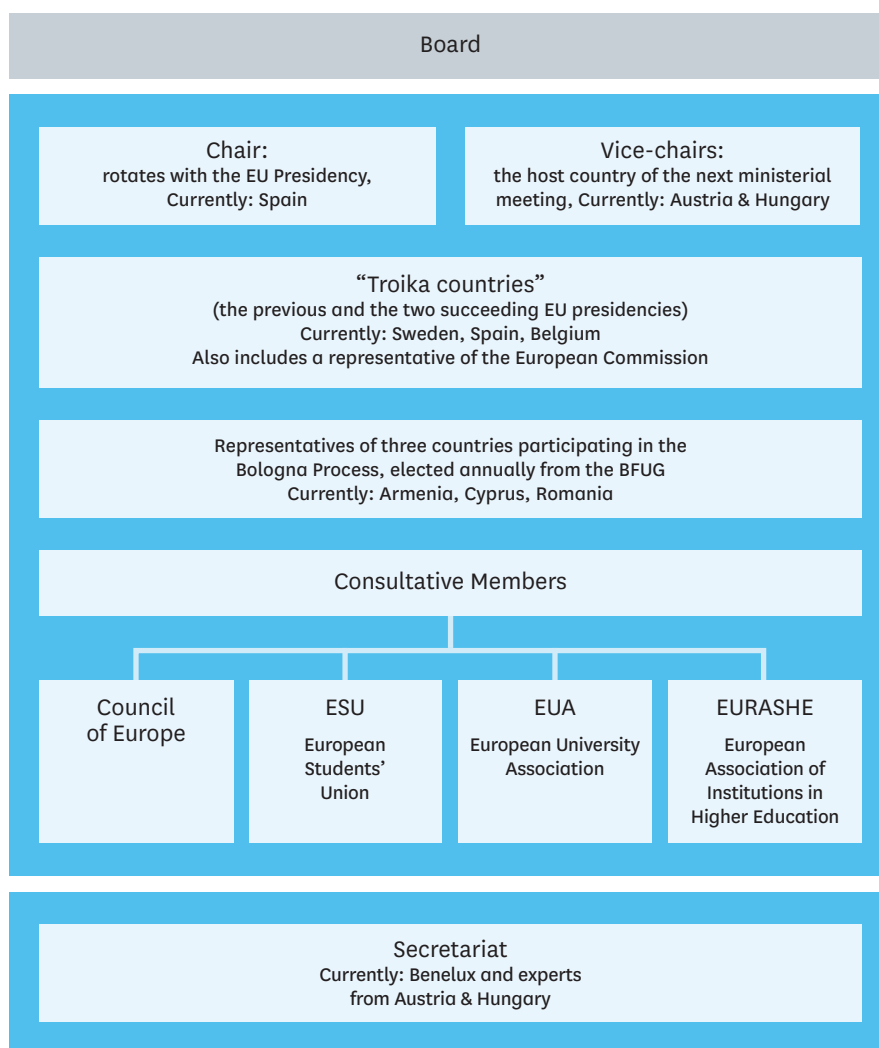 Board
Chair:
rotates with the EU Presidency,
Currently: Spain
Vice-chairs:
the host country of the next ministerial
meeting, Currently: Austria & Hungary
“Troika countries”
(the previous and the two succeeding EU presidencies)
Currently: Sweden, Spain, Belgium
Also includes a representative of the European Commission
Representatives of three countries participating in the
Bologna Process, elected annually from the BFUG
Currently: Armenia, Cyprus, Romania
Consultative Members
Council
of Europe
ESU
European
Students’
Union
EUA
European University
Association
EURASHE
European
Association of
Institutions in
Higher Education
Secretariat
Currently: Benelux and experts
from Austria & Hungary